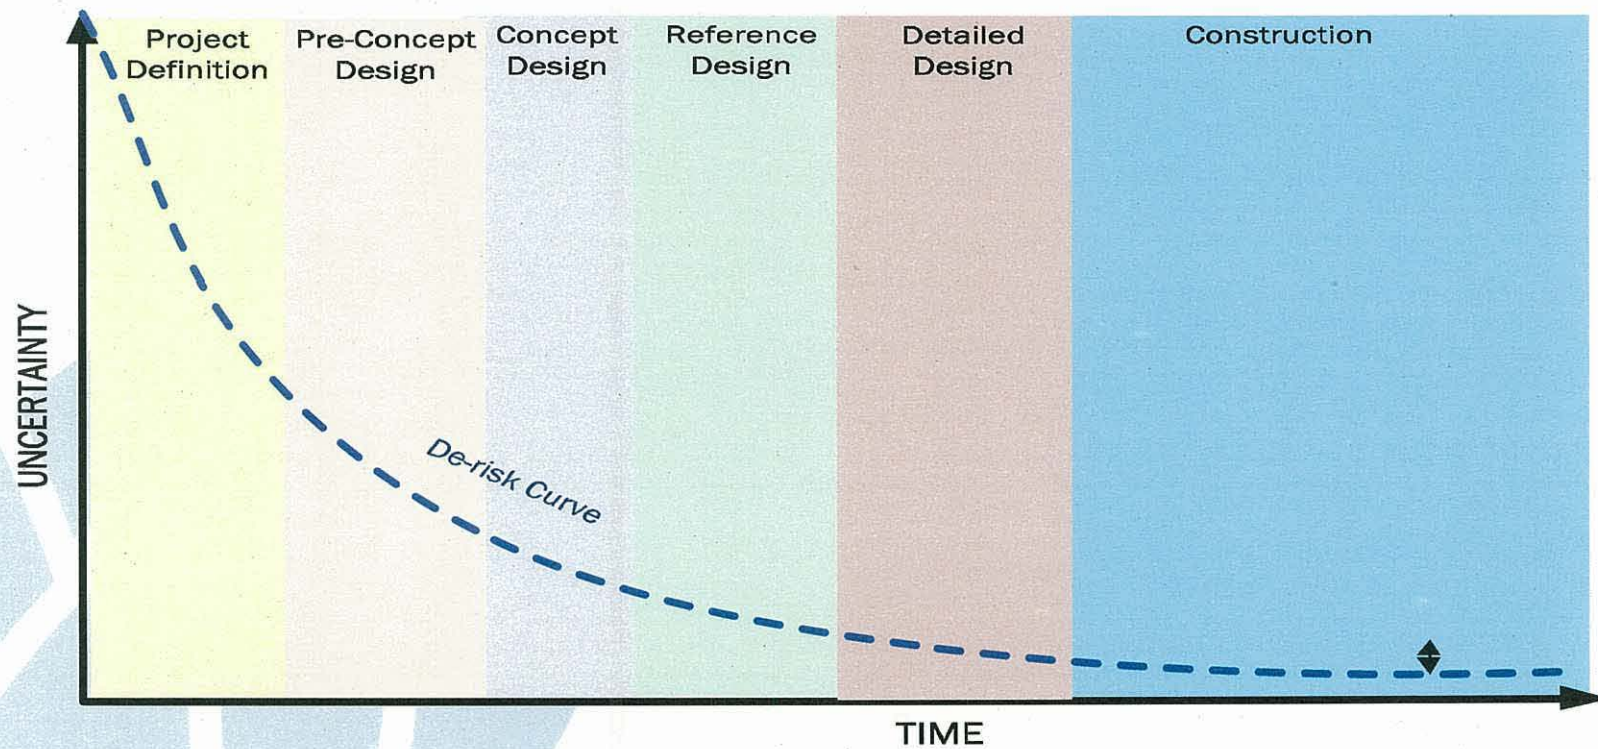 Project
Definition
Pre-Concept
Design
Concept
Design
Reference
Design
Detailed
Design
Construction
UNCERTAINTY
De-risk Curve
TIME